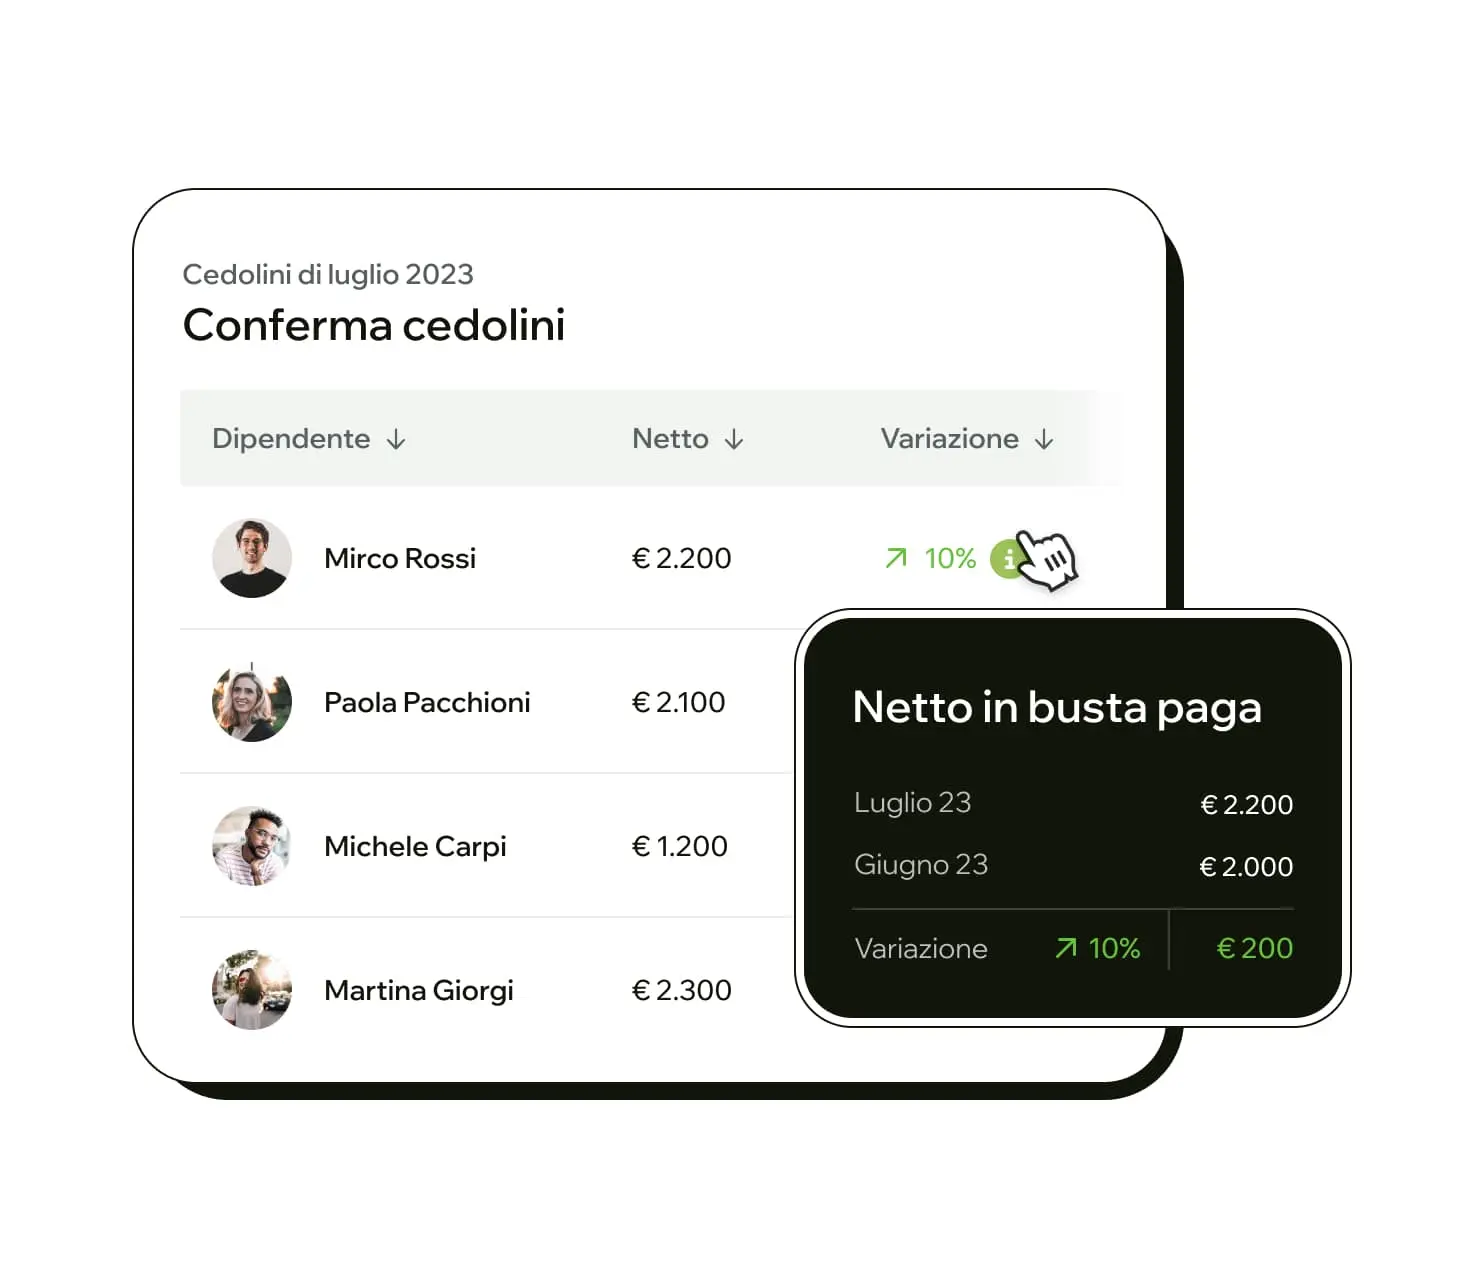 Cedolini di luglio 2023
Conferma cedolini
Dipendente ↓ Netto ↓ Variazione ↓
Mirco Rossi € 2.200 ↗ 10% i
Paola Pacchioni € 2.100
Michele Carpi € 1.200
Martina Giorgi € 2.300
Netto in busta paga
Luglio 23 € 2.200
Giugno 23 € 2.000
Variazione ↗ 10% € 200